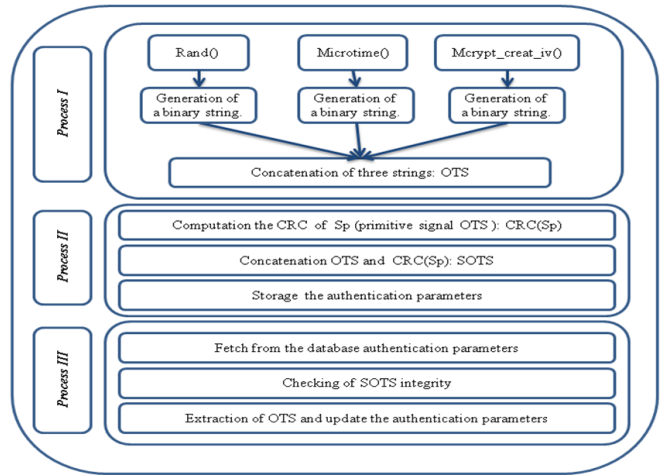 Process I
Rand()
Microtime()
Mcrypt_creat_iv()
Generation of
a binary string.
Generation of
a binary string.
Generation of
a binary string.
Concatenation of three strings: OTS
Process II
Computation the CRC of Sp (primitive signal OTS ): CRC(Sp)
Concatenation OTS and CRC(Sp): SOTS
Storage the authentication parameters
Process III
Fetch from the database authentication parameters
Checking of SOTS integrity
Extraction of OTS and update the authentication parameters